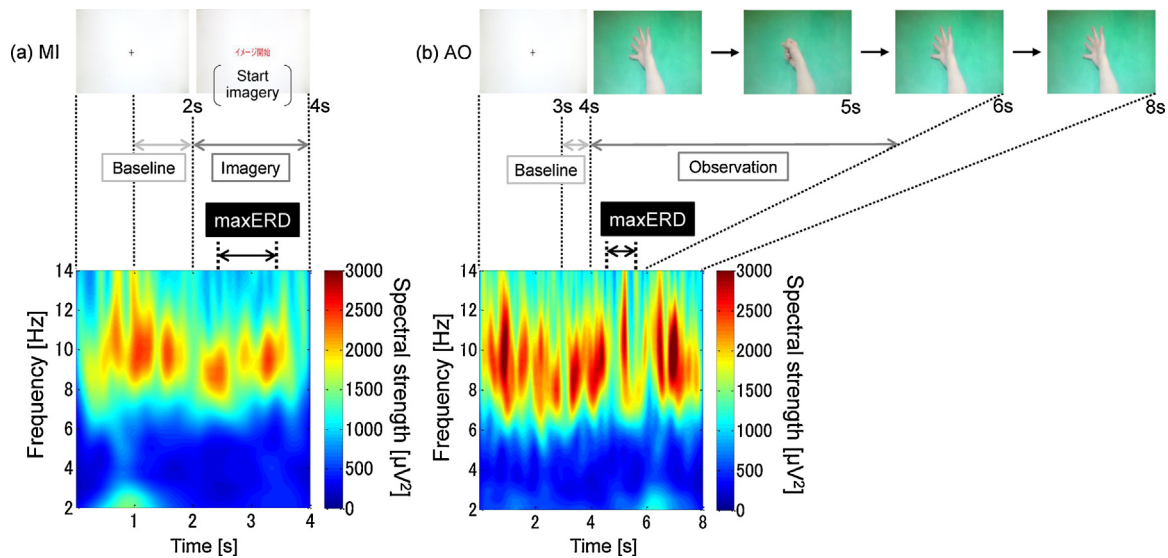 (a) MI
+
イメージ開始
Start
imagery
2s
4s
Baseline
Imagery
maxERD
14
12
10
8
6
4
2
1
2
3
4
Frequency [Hz]
Time [s]
3000
2500
2000
1500
1000
500
0
Spectral strength [μV²]
(b) AO
+
3s
4s
5s
6s
8s
Baseline
Observation
maxERD
14
12
10
8
6
4
2
2
4
6
8
Frequency [Hz]
Time [s]
3000
2500
2000
1500
1000
500
0
Spectral strength [μV²]